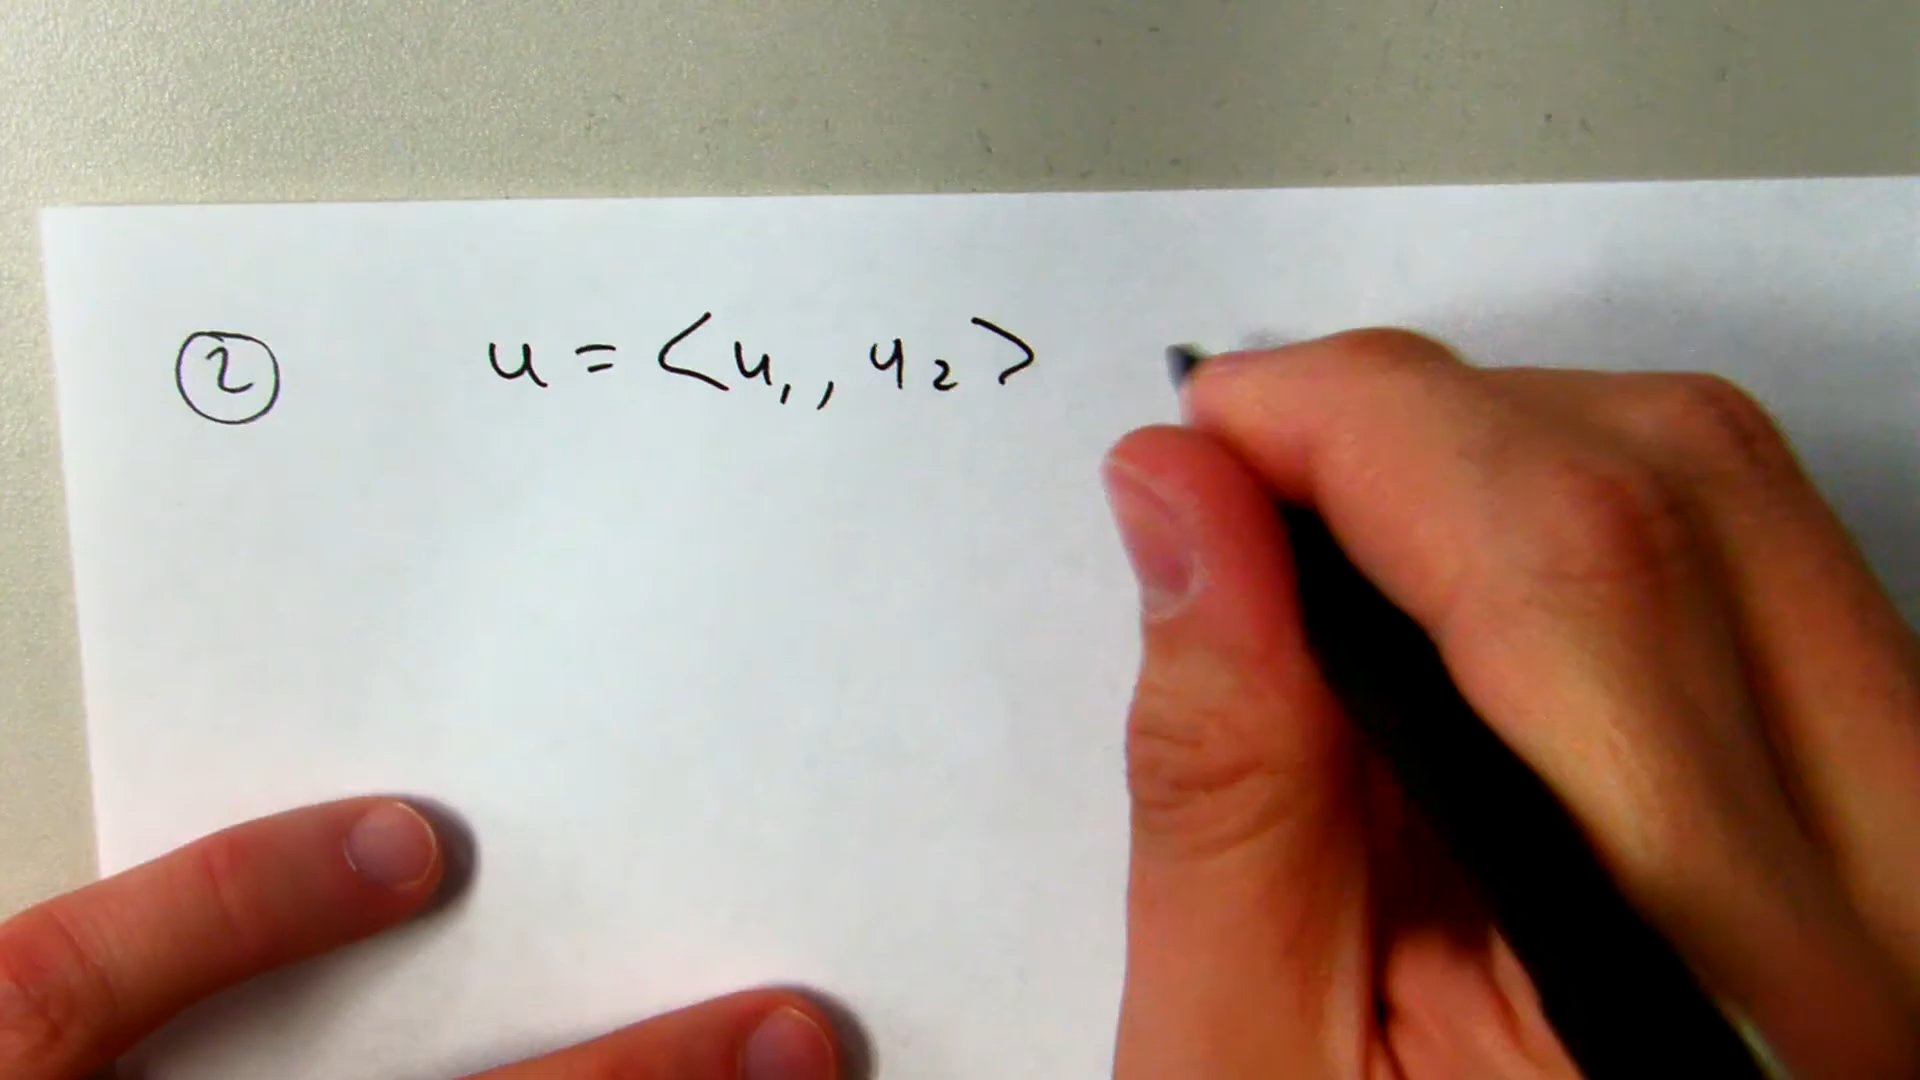 ② u = <u₁, u₂>